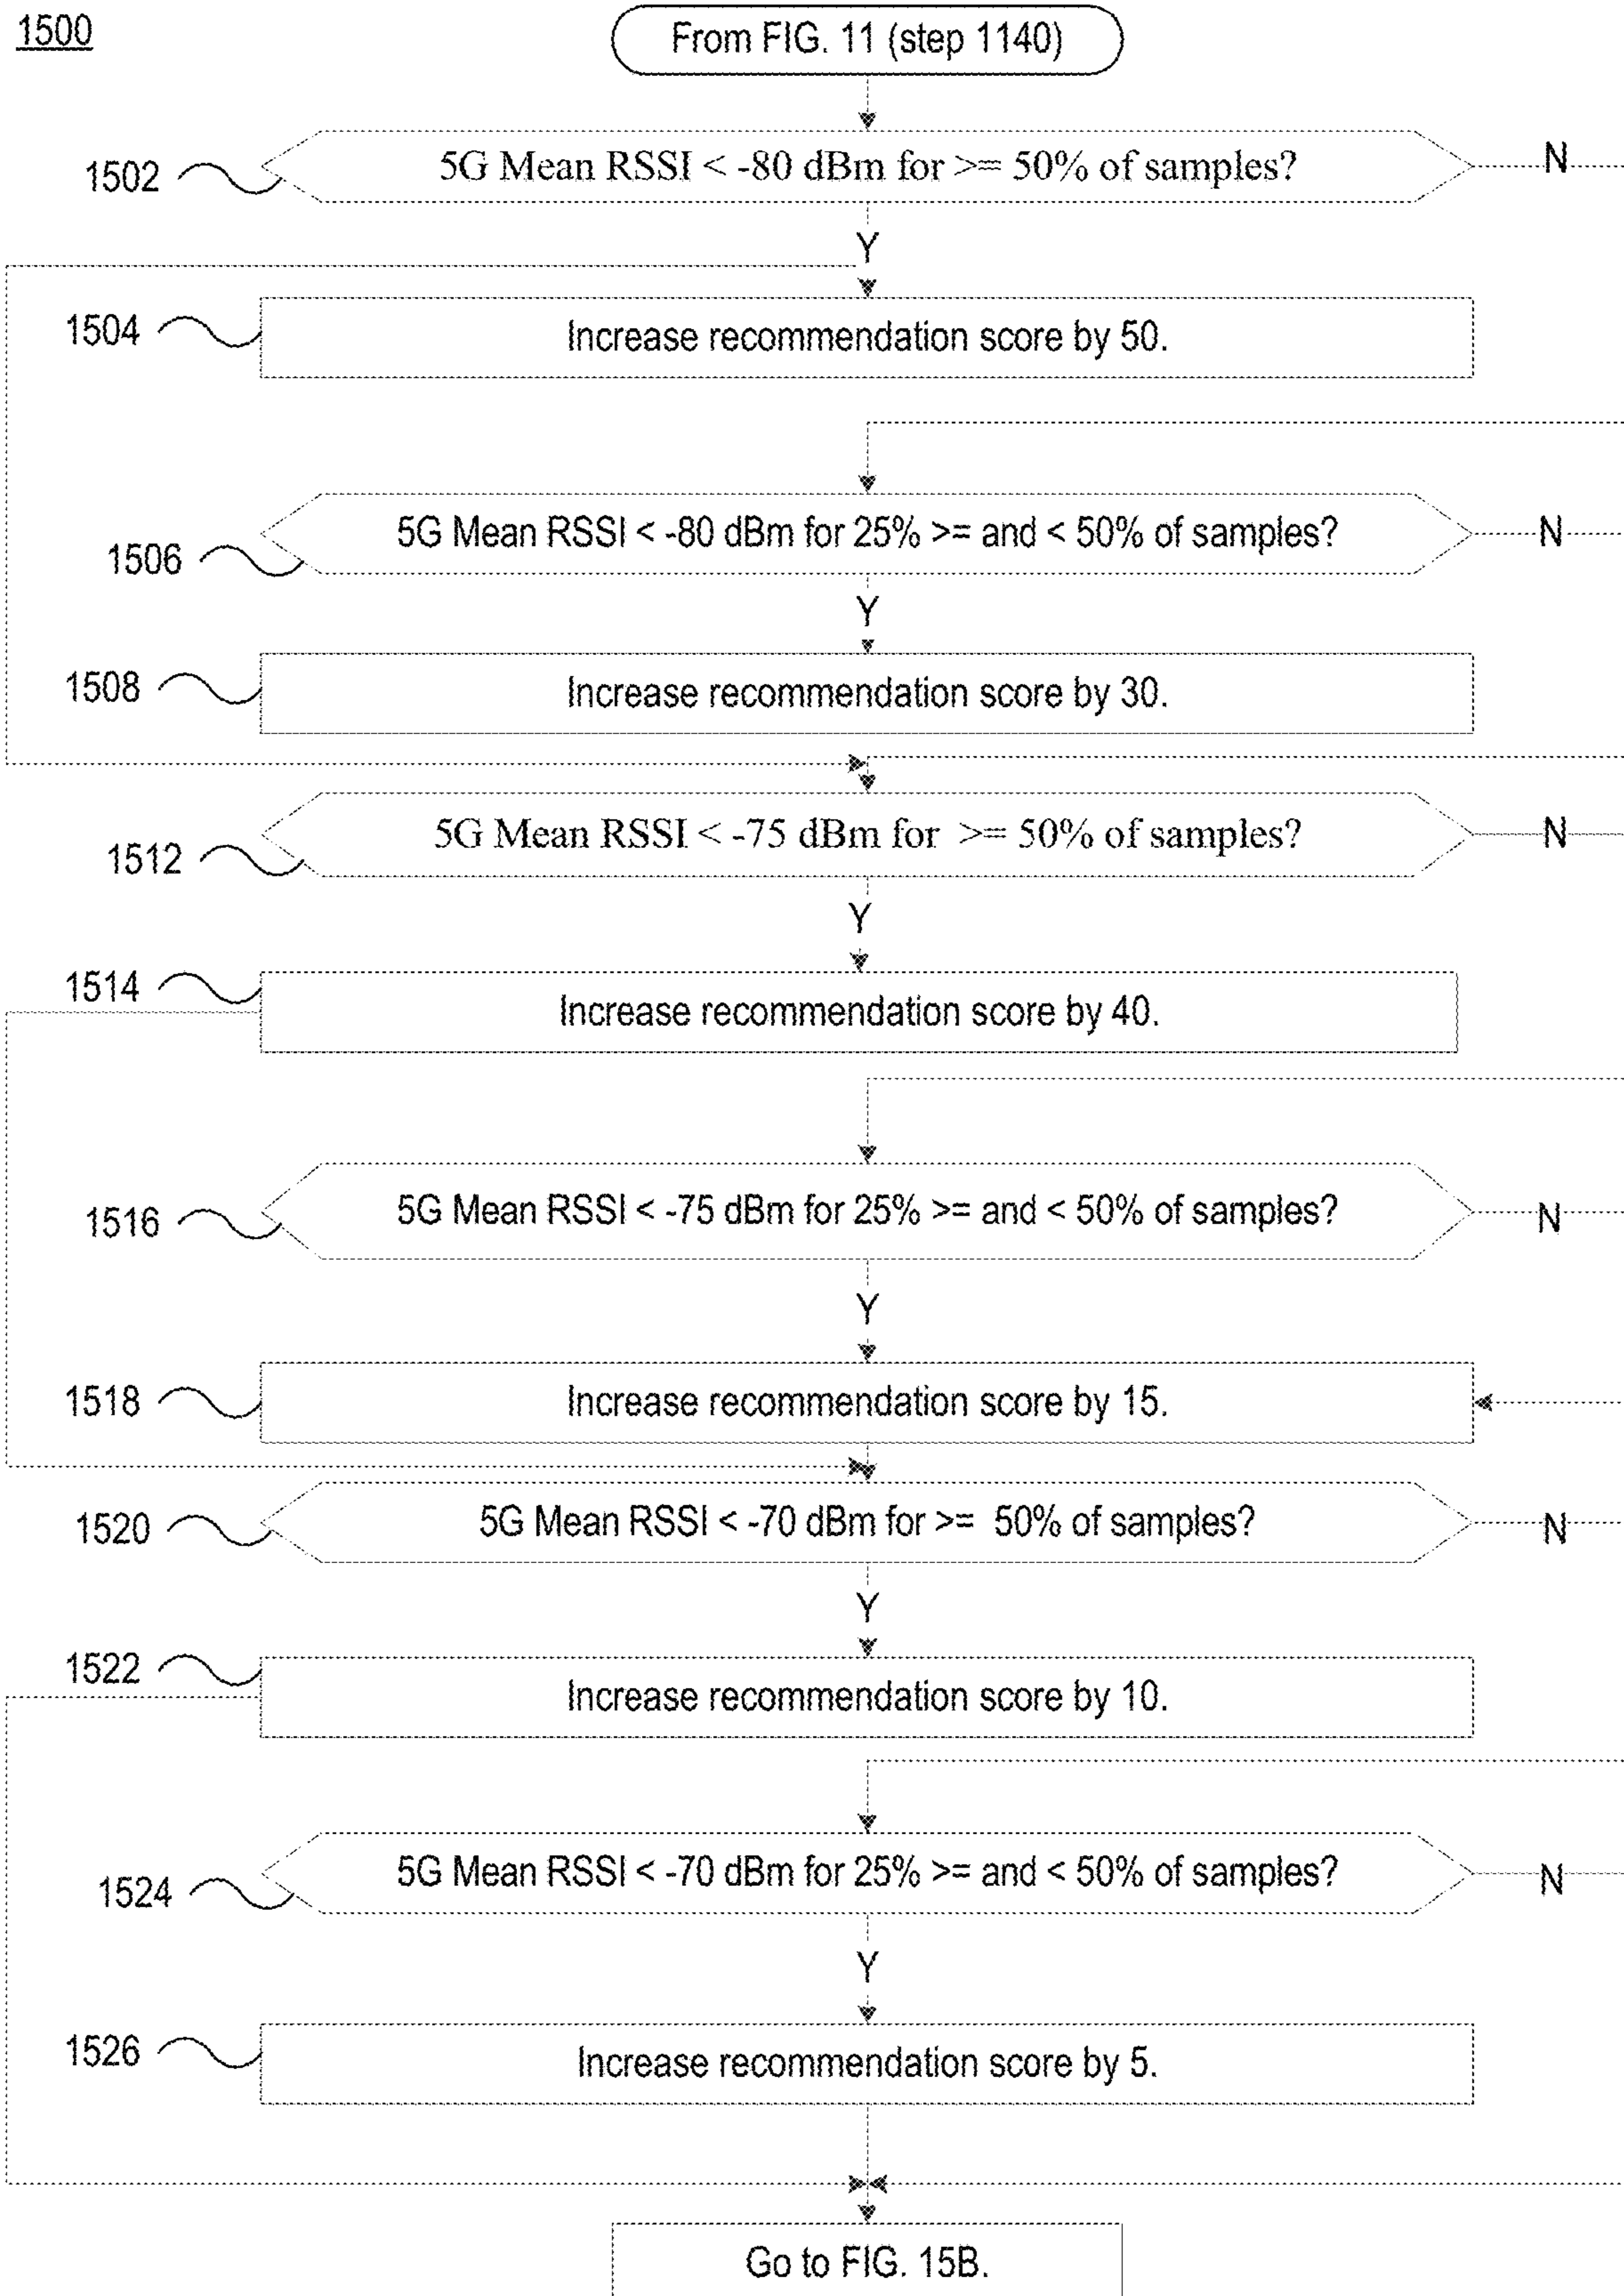 1500
From FIG. 11 (step 1140)
1502
5G Mean RSSI < -80 dBm for >= 50% of samples?
N
Y
1504
Increase recommendation score by 50.
1506
5G Mean RSSI < -80 dBm for 25% >= and < 50% of samples?
N
Y
1508
Increase recommendation score by 30.
1512
5G Mean RSSI < -75 dBm for >= 50% of samples?
N
Y
1514
Increase recommendation score by 40.
1516
5G Mean RSSI < -75 dBm for 25% >= and < 50% of samples?
N
Y
1518
Increase recommendation score by 15.
1520
5G Mean RSSI < -70 dBm for >= 50% of samples?
N
Y
1522
Increase recommendation score by 10.
1524
5G Mean RSSI < -70 dBm for 25% >= and < 50% of samples?
N
Y
1526
Increase recommendation score by 5.
Go to FIG. 15B.